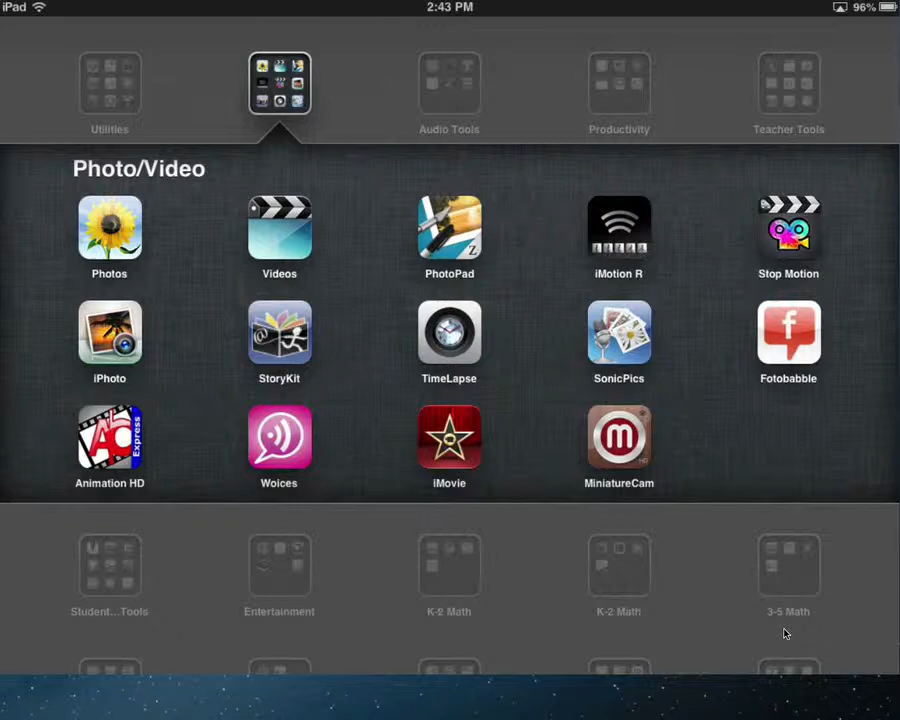 iPad 2:43 PM 96%
Utilities Audio Tools Productivity Teacher Tools
Photo/Video
Photos Videos PhotoPad iMotion R Stop Motion
iPhoto StoryKit TimeLapse SonicPics Fotobabble
Animation HD Woices iMovie MiniatureCam
Student...Tools Entertainment K-2 Math K-2 Math 3-5 Math